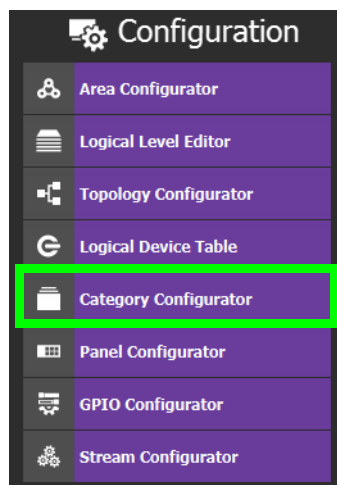 Configuration
Area Configurator
Logical Level Editor
Topology Configurator
Logical Device Table
Category Configurator
Panel Configurator
GPIO Configurator
Stream Configurator